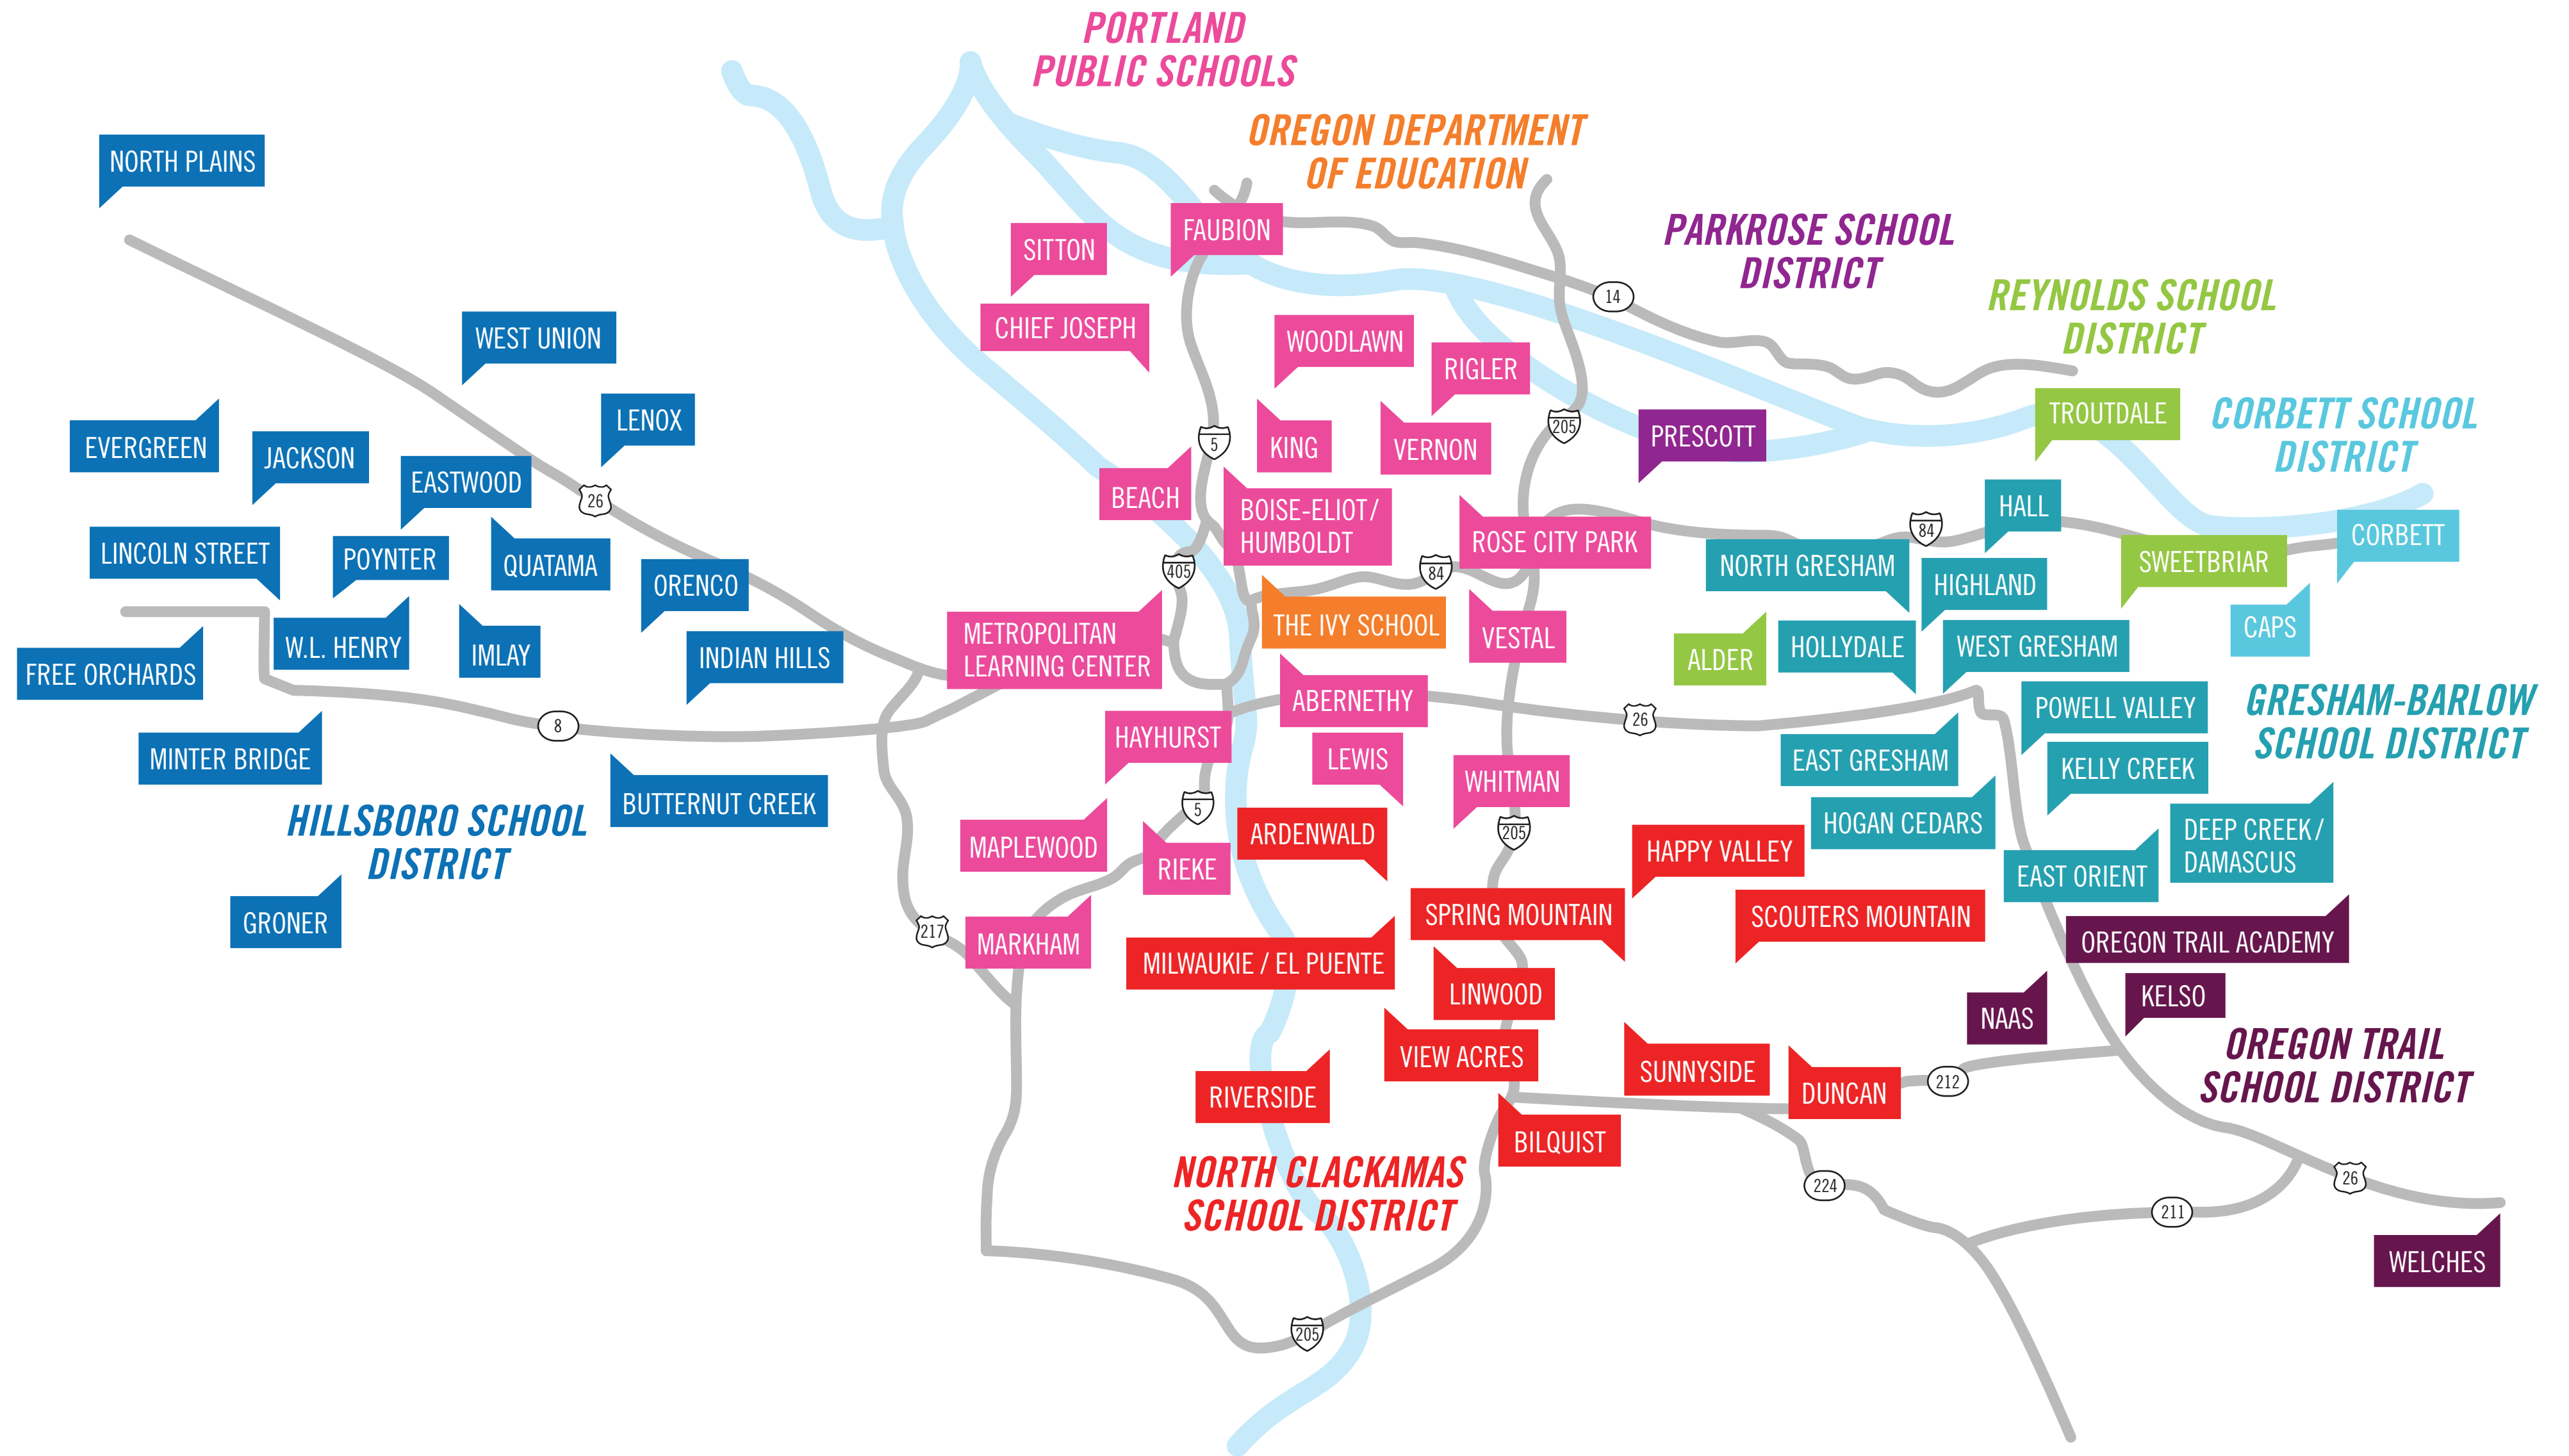 PORTLAND
PUBLIC SCHOOLS
OREGON DEPARTMENT
OF EDUCATION
NORTH PLAINS
FAUBION
SITTON
PARKROSE SCHOOL
DISTRICT
14
REYNOLDS SCHOOL
DISTRICT
CHIEF JOSEPH
WEST UNION
WOODLAWN
RIGLER
LENOX
TROUTDALE
CORBETT SCHOOL
DISTRICT
205
PRESCOTT
EVERGREEN
JACKSON
5
KING
VERNON
EASTWOOD
26
BEACH
BOISE-ELIOT/
HUMBOLDT
HALL
84
CORBETT
LINCOLN STREET
POYNTER
QUATAMA
ROSE CITY PARK
NORTH GRESHAM
SWEETBRIAR
405
84
ORENCO
HIGHLAND
METROPOLITAN
LEARNING CENTER
THE IVY SCHOOL
VESTAL
CAPS
W.L. HENRY
IMLAY
INDIAN HILLS
ALDER
HOLLYDALE
WEST GRESHAM
FREE ORCHARDS
ABERNETHY
POWELL VALLEY
GRESHAM-BARLOW
SCHOOL DISTRICT
8
26
HAYHURST
MINTER BRIDGE
LEWIS
EAST GRESHAM
KELLY CREEK
WHITMAN
BUTTERNUT CREEK
5
HILLSBORO SCHOOL
DISTRICT
ARDENWALD
205
HOGAN CEDARS
DEEP CREEK/
DAMASCUS
MAPLEWOOD
RIEKE
HAPPY VALLEY
EAST ORIENT
GRONER
217
MARKHAM
SPRING MOUNTAIN
SCOUTERS MOUNTAIN
OREGON TRAIL ACADEMY
MILWAUKIE / EL PUENTE
LINWOOD
KELSO
NAAS
OREGON TRAIL
SCHOOL DISTRICT
VIEW ACRES
SUNNYSIDE
RIVERSIDE
DUNCAN
212
BILQUIST
NORTH CLACKAMAS
SCHOOL DISTRICT
224
26
211
WELCHES
205